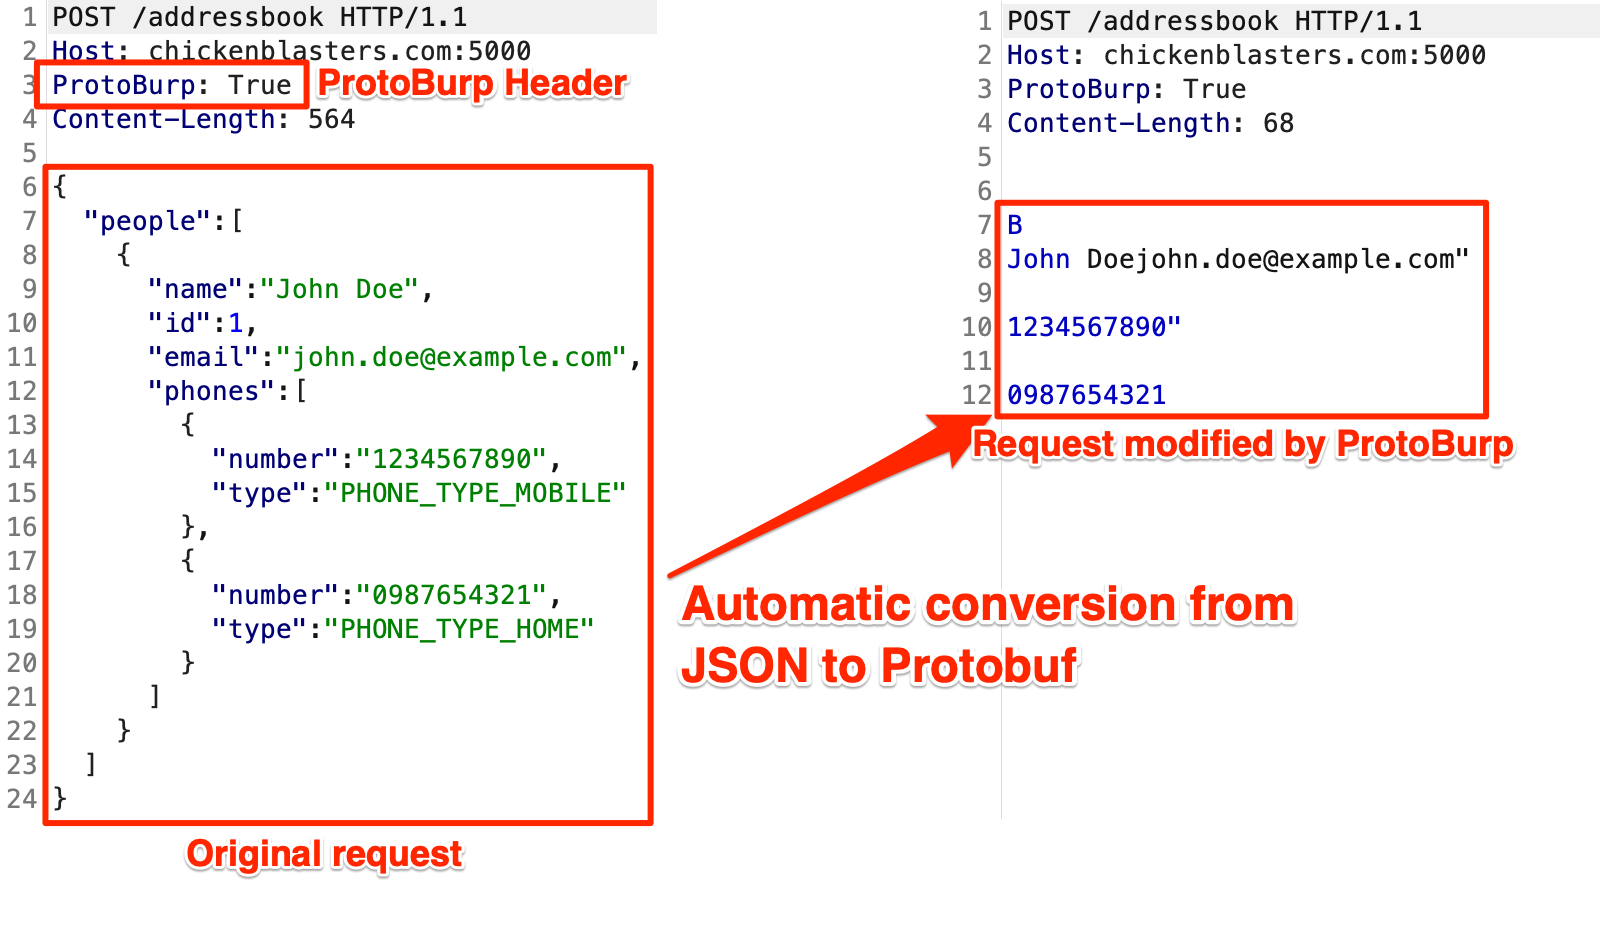 1 POST /addressbook HTTP/1.1
2 Host: chickenblasters.com:5000
3 ProtoBurp: True
ProtoBurp Header
4 Content-Length: 564
5
6 {
7 "people":[
8 {
9 "name":"John Doe",
10 "id":1,
11 "email":"john.doe@example.com",
12 "phones":[
13 {
14 "number":"1234567890",
15 "type":"PHONE_TYPE_MOBILE"
16 },
17 {
18 "number":"0987654321",
19 "type":"PHONE_TYPE_HOME"
20 }
21 ]
22 }
23 ]
24 }
Original request
Automatic conversion from
JSON to Protobuf
1 POST /addressbook HTTP/1.1
2 Host: chickenblasters.com:5000
3 ProtoBurp: True
4 Content-Length: 68
5
6
7 B
8 John Doejohn.doe@example.com"
9
10 1234567890"
11
12 0987654321
Request modified by ProtoBurp